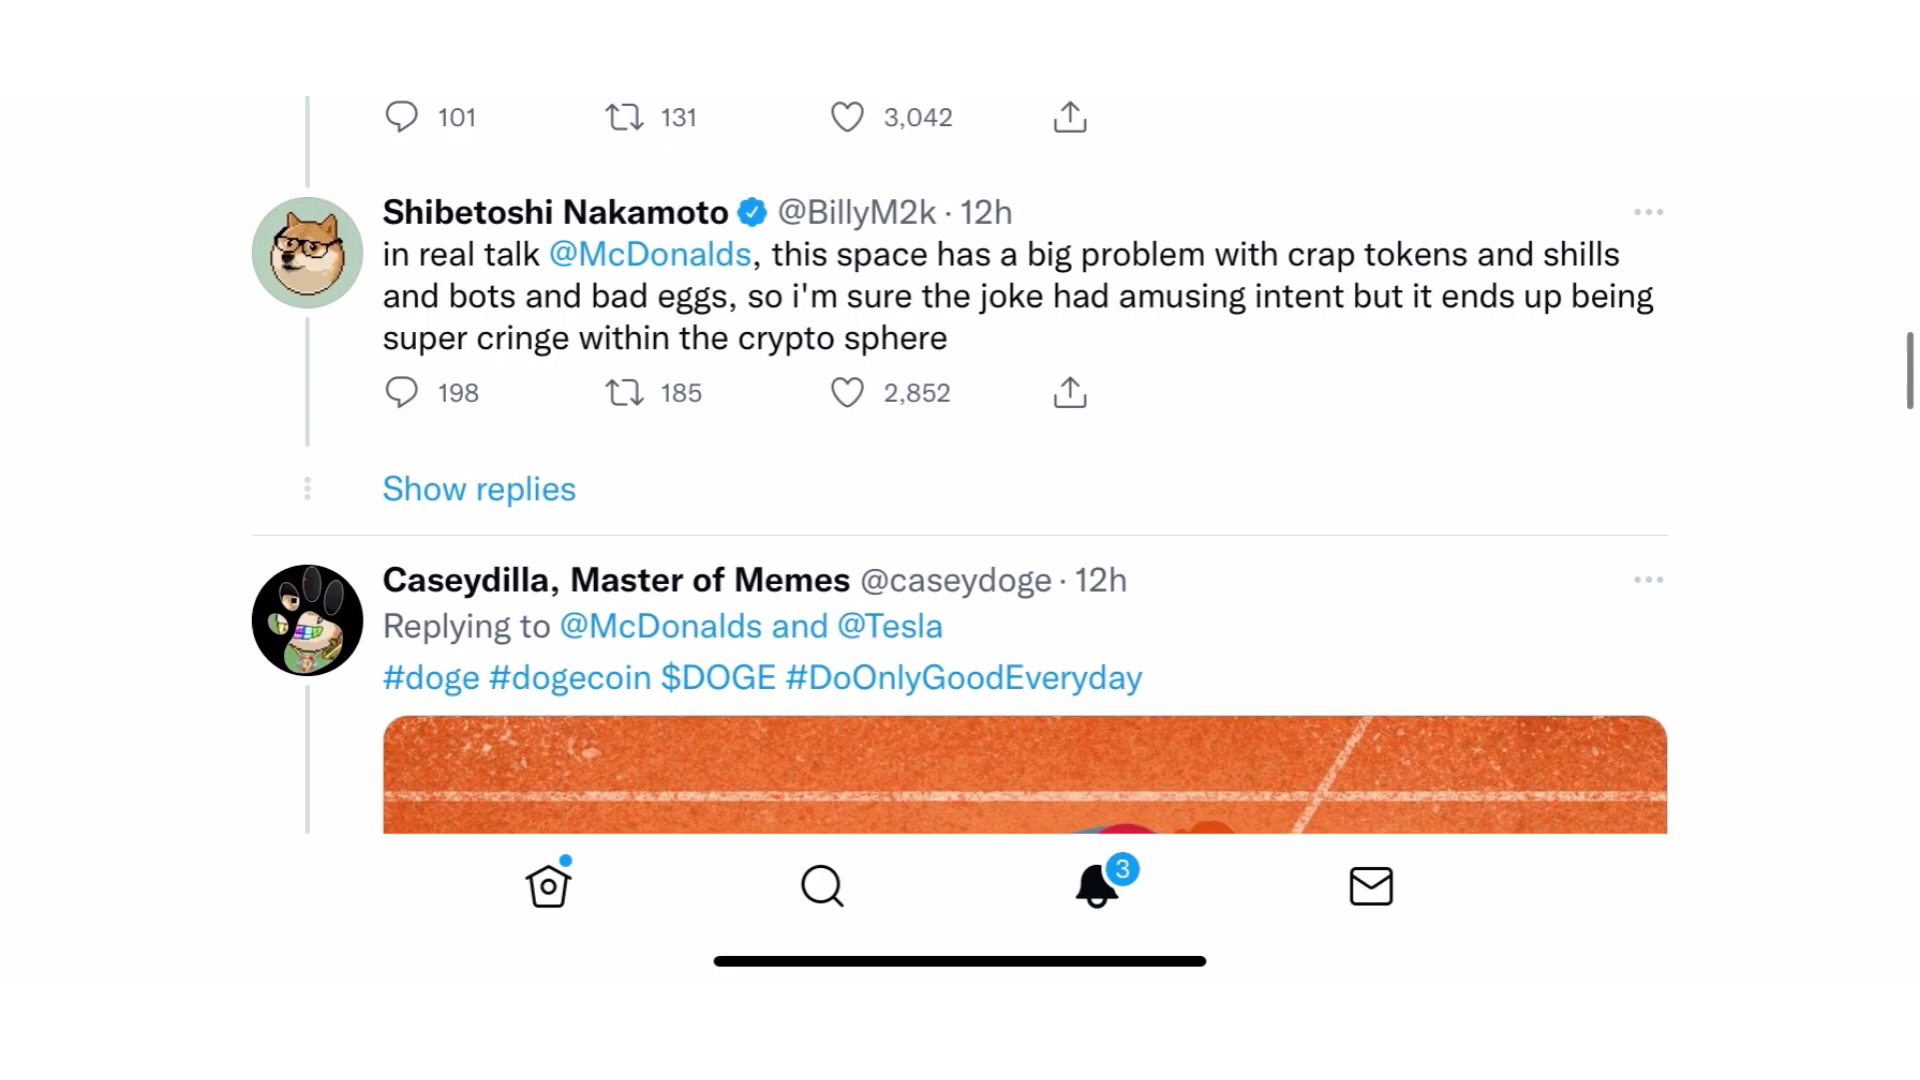 101 131 3,042
Shibetoshi Nakamoto @BillyM2k · 12h
in real talk @McDonalds, this space has a big problem with crap tokens and shills
and bots and bad eggs, so i'm sure the joke had amusing intent but it ends up being
super cringe within the crypto sphere
198 185 2,852
Show replies
Caseydilla, Master of Memes @caseydoge · 12h
Replying to @McDonalds and @Tesla
#doge #dogecoin $DOGE #DoOnlyGoodEveryday
3